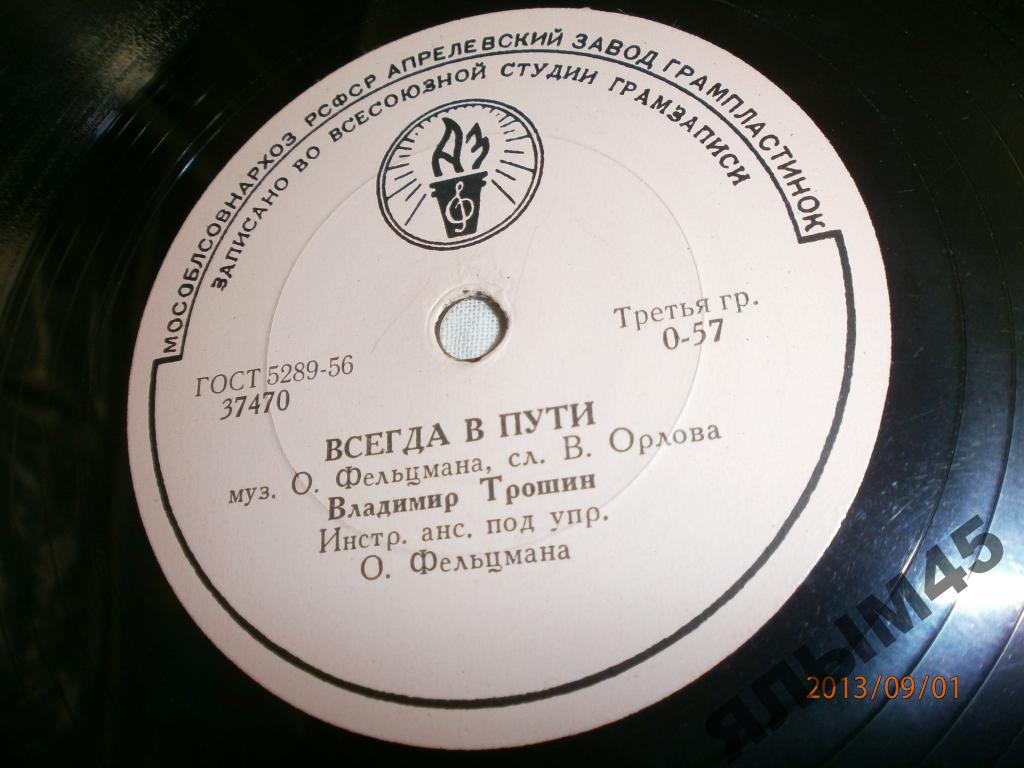 МОСОБЛСОВНАРХОЗ РСФСР АПРЕЛЕВСКИЙ ЗАВОД ГРАМПЛАСТИНОК
ЗАПИСАНО ВО ВСЕСОЮЗНОЙ СТУДИИ ГРАМЗАПИСИ
АЗ
Третья гр.
0-57
ГОСТ 5289-56
37470
ВСЕГДА В ПУТИ
муз. О. Фельцмана, сл. В. Орлова
Владимир Трошин
Инстр. анс. под упр.
О. Фельцмана
ЯЛЫМ45
2013/09/01